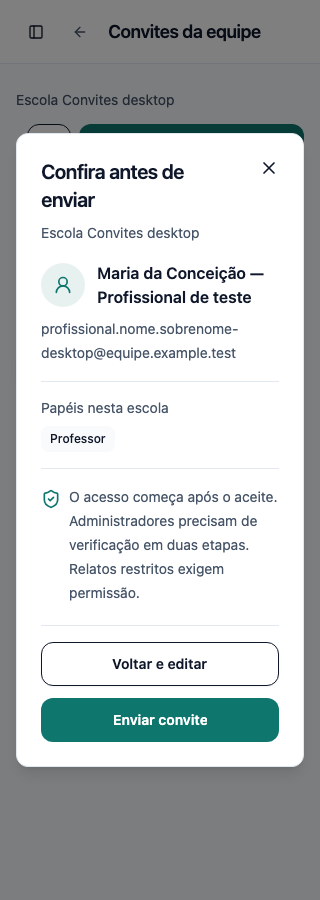 Convites da equipe
Escola Convites desktop
Confira antes de
enviar
Escola Convites desktop
Maria da Conceição —
Profissional de teste
profissional.nome.sobrenome-
desktop@equipe.example.test
Papéis nesta escola
Professor
O acesso começa após o aceite.
Administradores precisam de
verificação em duas etapas.
Relatos restritos exigem
permissão.
Voltar e editar
Enviar convite